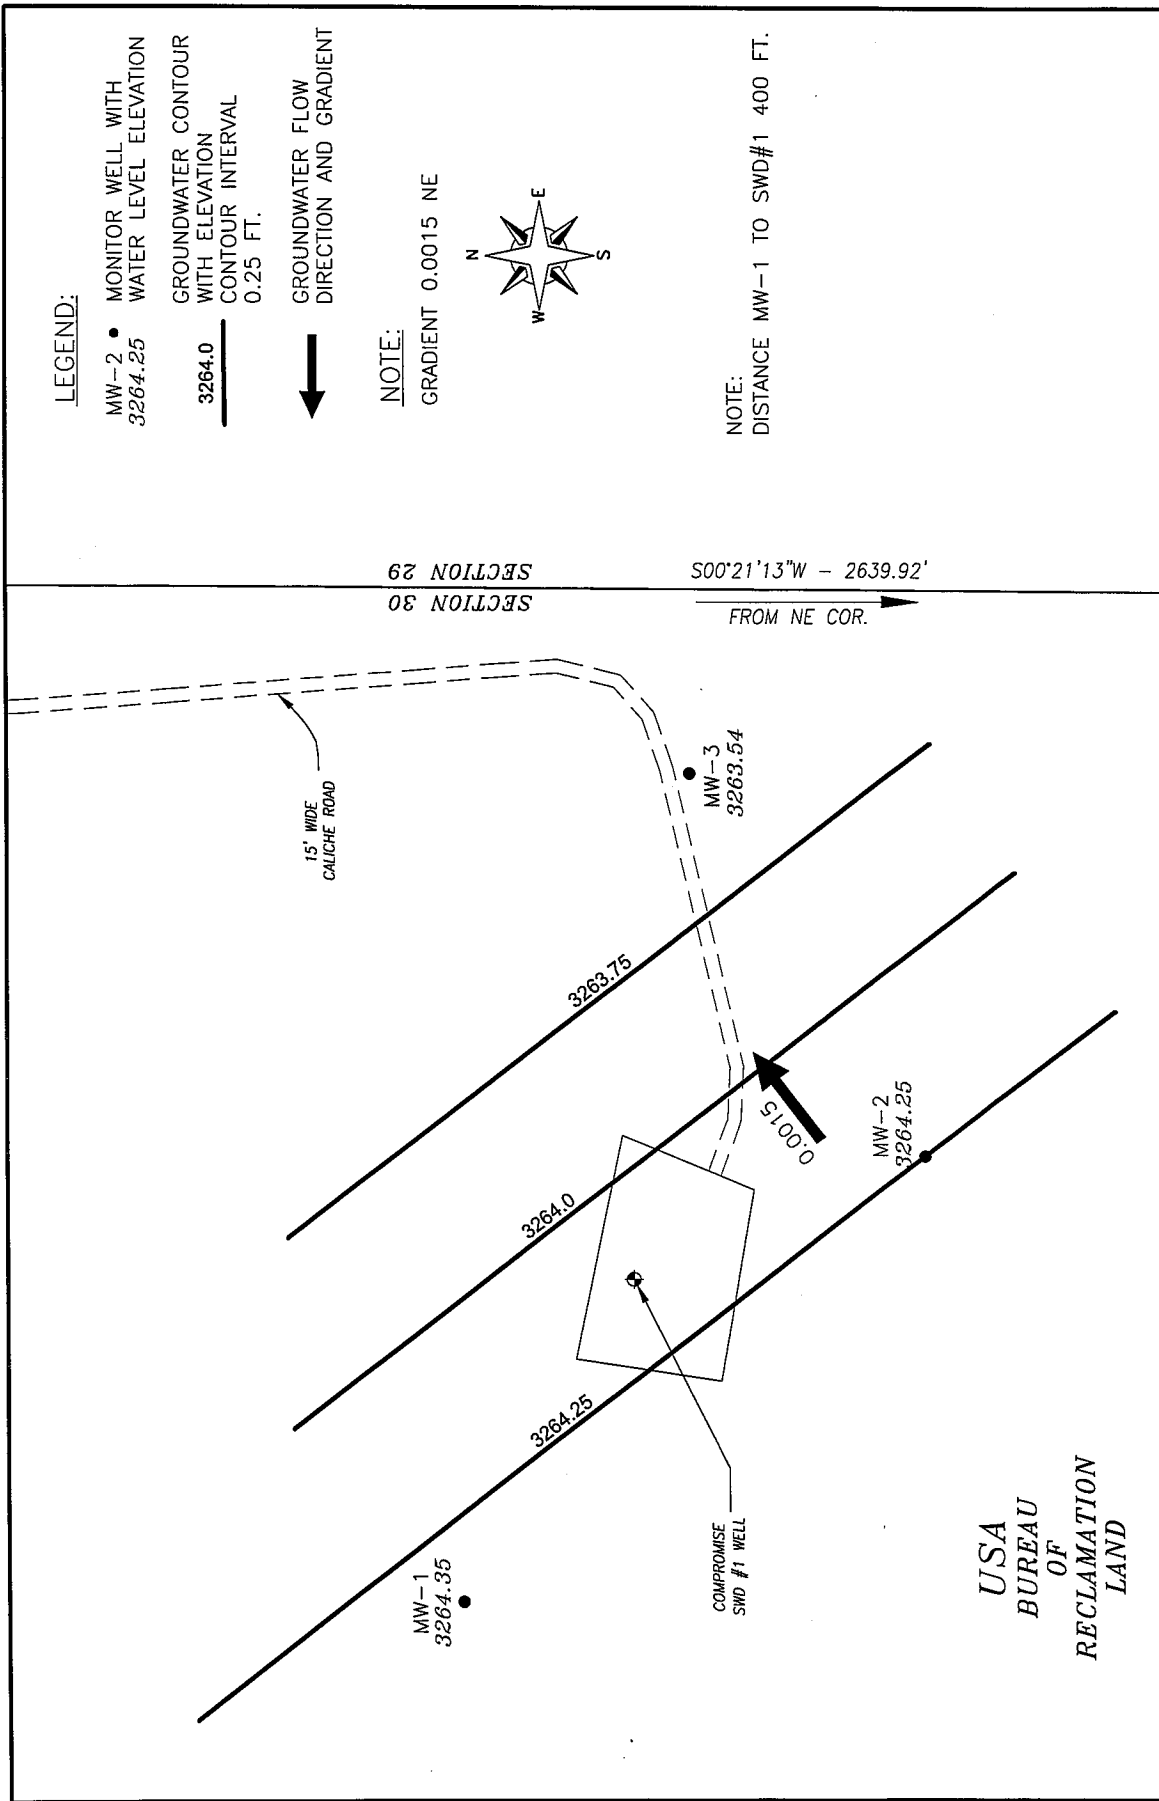 LEGEND:
MW-2
3264.25
MONITOR WELL WITH
WATER LEVEL ELEVATION
3264.0
GROUNDWATER CONTOUR
WITH ELEVATION
CONTOUR INTERVAL
0.25 FT.
GROUNDWATER FLOW
DIRECTION AND GRADIENT
NOTE:
GRADIENT 0.0015 NE
N
E
S
W
NOTE:
DISTANCE MW-1 TO SWD#1 400 FT.
SECTION 29
SECTION 30
S00°21'13"W - 2639.92'
FROM NE COR.
15' WIDE
CALICHE ROAD
MW-3
3263.54
3263.75
3264.0
3264.25
0.0015
MW-2
3264.25
MW-1
3264.35
COMPROMISE
SWD #1 WELL
USA
BUREAU
OF
RECLAMATION
LAND